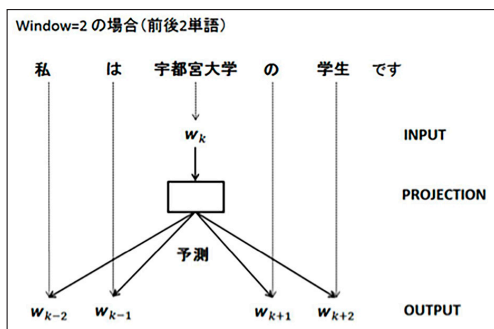 Window=2 の場合(前後2単語)
私 は 宇都宮大学 の 学生 です
w_k INPUT
PROJECTION
予測
w_{k-2} w_{k-1} w_{k+1} w_{k+2} OUTPUT